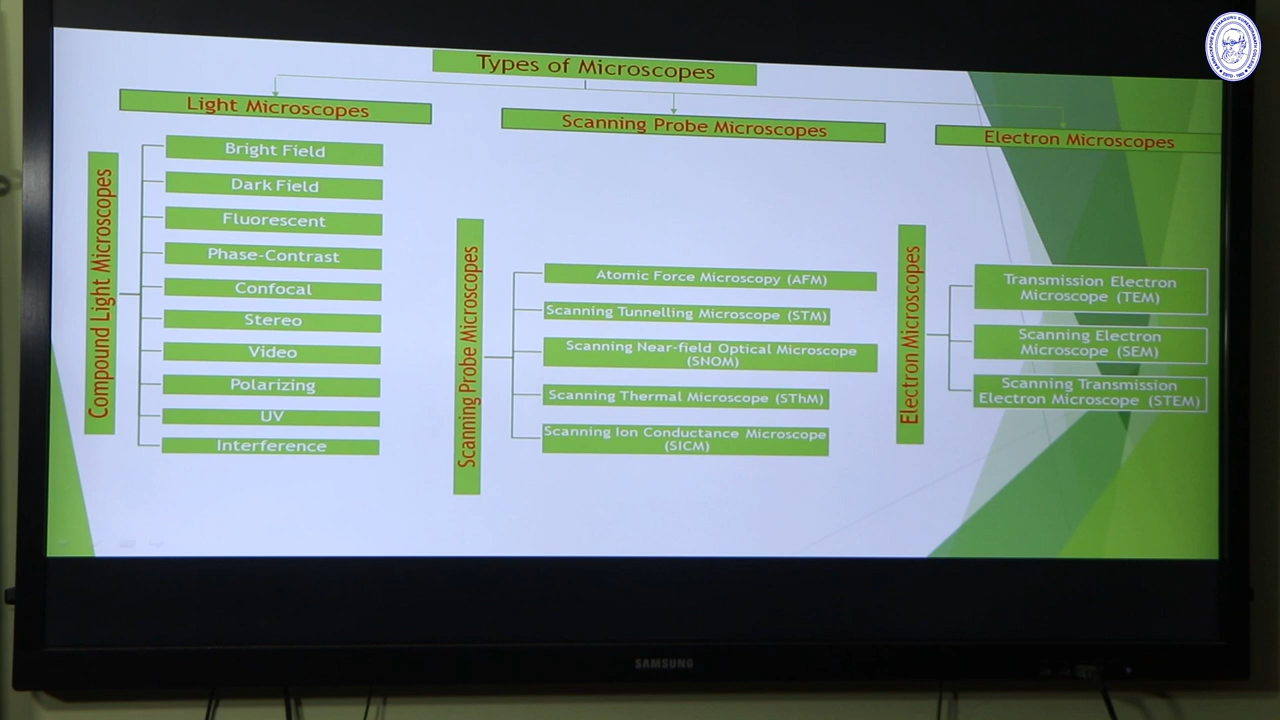 Types of Microscopes
Light Microscopes
Scanning Probe Microscopes
Electron Microscopes
Compound Light Microscopes
Bright Field
Dark Field
Fluorescent
Phase-Contrast
Confocal
Stereo
Video
Polarizing
UV
Interference
Scanning Probe Microscopes
Atomic Force Microscopy (AFM)
Scanning Tunnelling Microscope (STM)
Scanning Near-field Optical Microscope
(SNOM)
Scanning Thermal Microscope (SThM)
Scanning Ion Conductance Microscope
(SICM)
Electron Microscopes
Transmission Electron
Microscope (TEM)
Scanning Electron
Microscope (SEM)
Scanning Transmission
Electron Microscope (STEM)
SAMSUNG